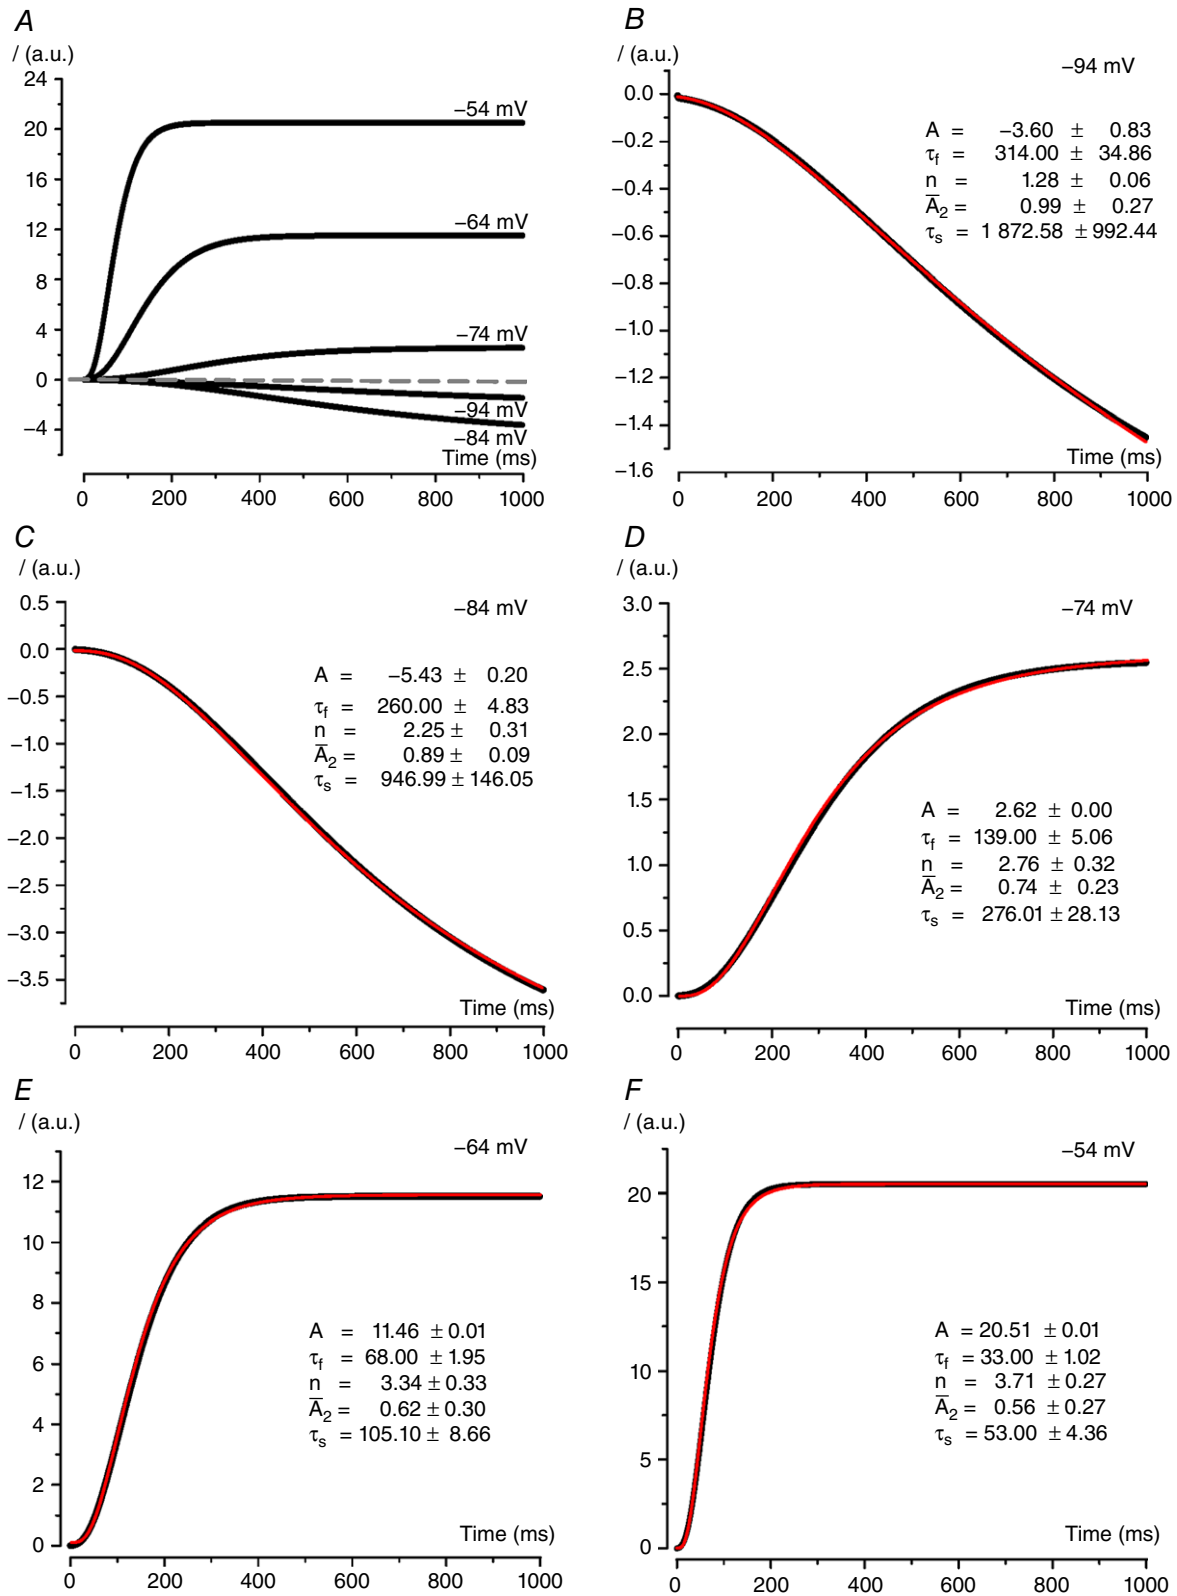 A
/ (a.u.)
24
20
16
12
8
4
0
−4
−54 mV
−64 mV
−74 mV
−94 mV
−84 mV
Time (ms)
0 200 400 600 800 1000
B
/ (a.u.)
−94 mV
0.0
−0.2
−0.4
−0.6
−0.8
−1.0
−1.2
−1.4
−1.6
A = −3.60 ± 0.83
τf = 314.00 ± 34.86
n = 1.28 ± 0.06
A̅2 = 0.99 ± 0.27
τs = 1 872.58 ± 992.44
Time (ms)
0 200 400 600 800 1000
C
/ (a.u.)
−84 mV
0.5
0.0
−0.5
−1.0
−1.5
−2.0
−2.5
−3.0
−3.5
A = −5.43 ± 0.20
τf = 260.00 ± 4.83
n = 2.25 ± 0.31
A̅2 = 0.89 ± 0.09
τs = 946.99 ± 146.05
Time (ms)
0 200 400 600 800 1000
D
/ (a.u.)
−74 mV
3.0
2.5
2.0
1.5
1.0
0.5
0.0
A = 2.62 ± 0.00
τf = 139.00 ± 5.06
n = 2.76 ± 0.32
A̅2 = 0.74 ± 0.23
τs = 276.01 ± 28.13
Time (ms)
0 200 400 600 800 1000
E
/ (a.u.)
−64 mV
12
10
8
6
4
2
0
A = 11.46 ± 0.01
τf = 68.00 ± 1.95
n = 3.34 ± 0.33
A̅2 = 0.62 ± 0.30
τs = 105.10 ± 8.66
Time (ms)
0 200 400 600 800 1000
F
/ (a.u.)
−54 mV
20
15
10
5
0
A = 20.51 ± 0.01
τf = 33.00 ± 1.02
n = 3.71 ± 0.27
A̅2 = 0.56 ± 0.27
τs = 53.00 ± 4.36
Time (ms)
0 200 400 600 800 1000